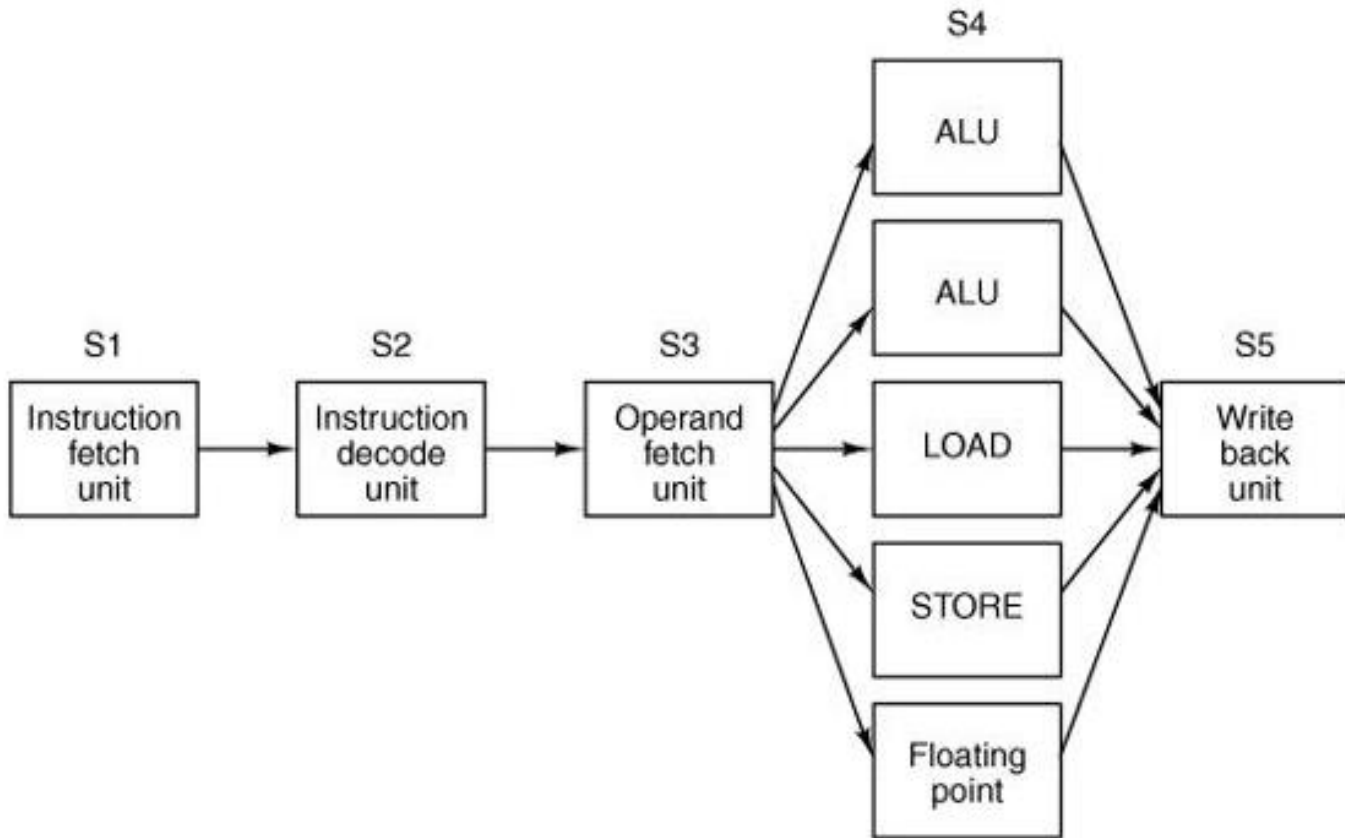 S4
ALU
ALU
S1
S2
S3
S5
Instruction
fetch
unit
Instruction
decode
unit
Operand
fetch
unit
LOAD
Write
back
unit
STORE
Floating
point